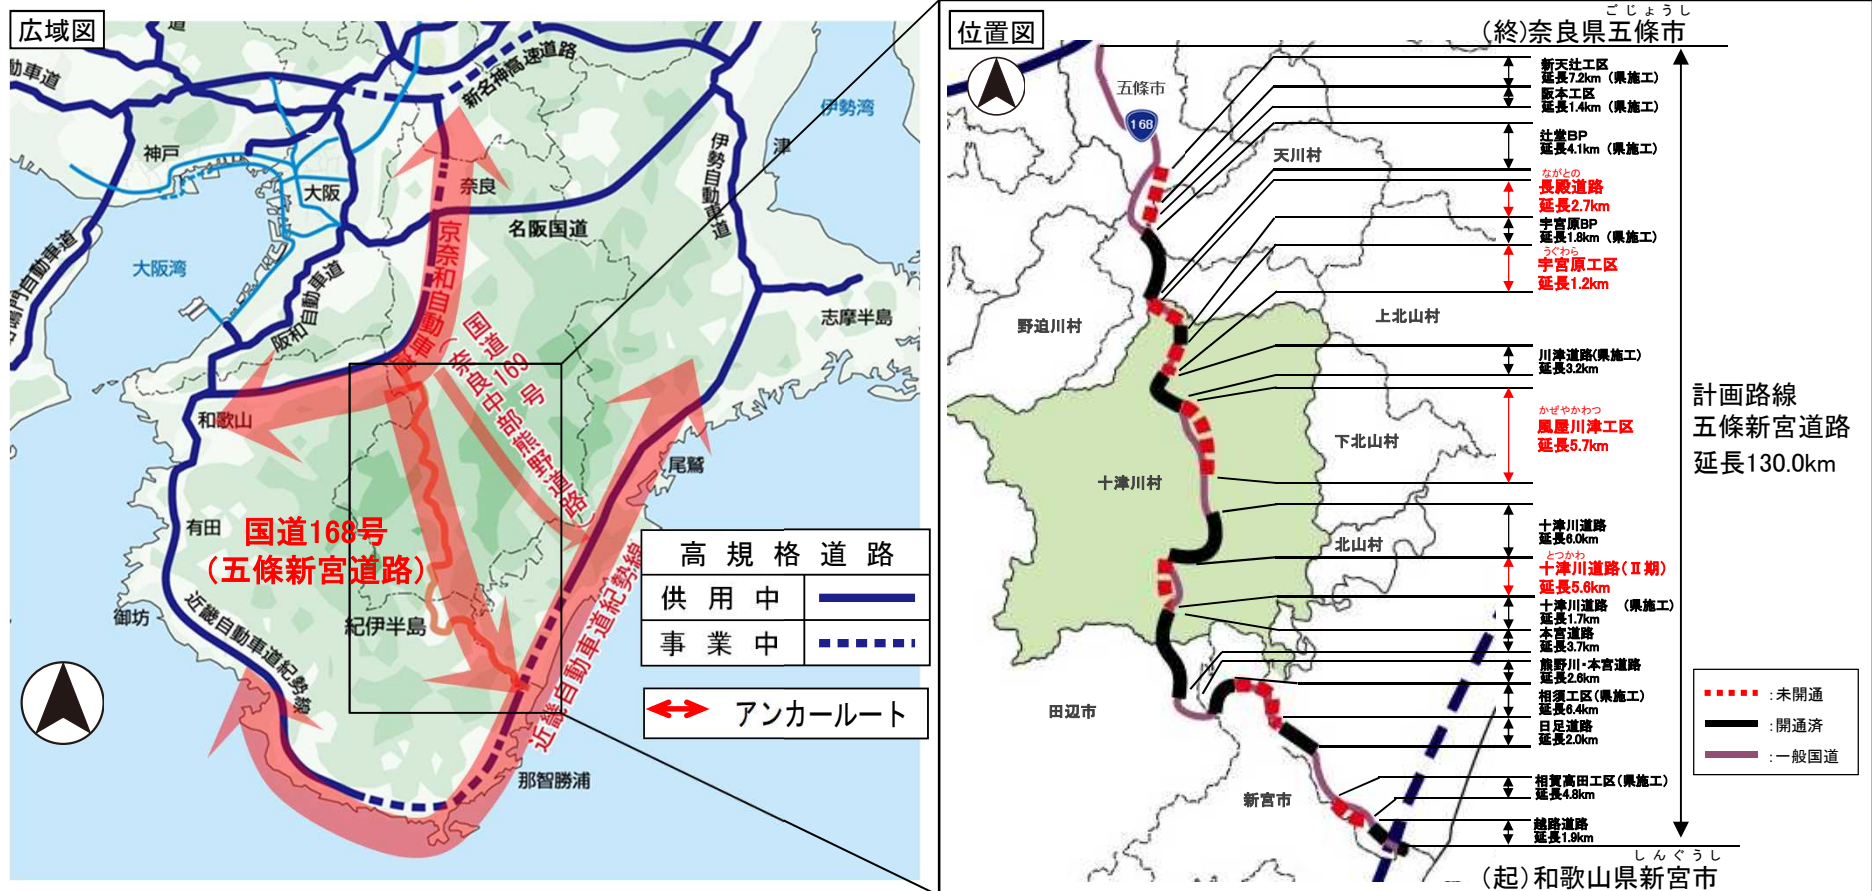 広域図
道
動車道
新名神高速道路
伊勢湾
神戸
大阪
奈良
津
伊勢自動車道
名阪国道
京奈和自動車道
大阪湾
鳴門自動車道
阪和自動車道
国道169号
(奈良中部熊野道路)
志摩半島
和歌山
尾鷲
有田
国道168号
(五條新宮道路)
御坊
近畿自動車道紀勢線
紀伊半島
近畿自動車道紀勢線
那智勝浦
高規格道路
供用中
事業中
アンカールート
位置図
ごじょうし
(終)奈良県五條市
五條市
168
天川村
野迫川村
上北山村
下北山村
十津川村
北山村
田辺市
新宮市
新天辻工区
延長7.2km (県施工)
阪本工区
延長1.4km (県施工)
辻堂BP
延長4.1km (県施工)
ながとの
長殿道路
延長2.7km
宇宮原BP
延長1.8km (県施工)
うぐわら
宇宮原工区
延長1.2km
川津道路(県施工)
延長3.2km
かぜやかわつ
風屋川津工区
延長5.7km
十津川道路
延長6.0km
とつかわ
十津川道路(Ⅱ期)
延長5.6km
十津川道路 (県施工)
延長1.7km
本宮道路
延長3.7km
熊野川・本宮道路
延長2.6km
相須工区(県施工)
延長6.4km
日足道路
延長2.0km
相賀高田工区(県施工)
延長4.8km
越路道路
延長1.9km
計画路線
五條新宮道路
延長130.0km
:未開通
:開通済
:一般国道
しんぐうし
(起)和歌山県新宮市